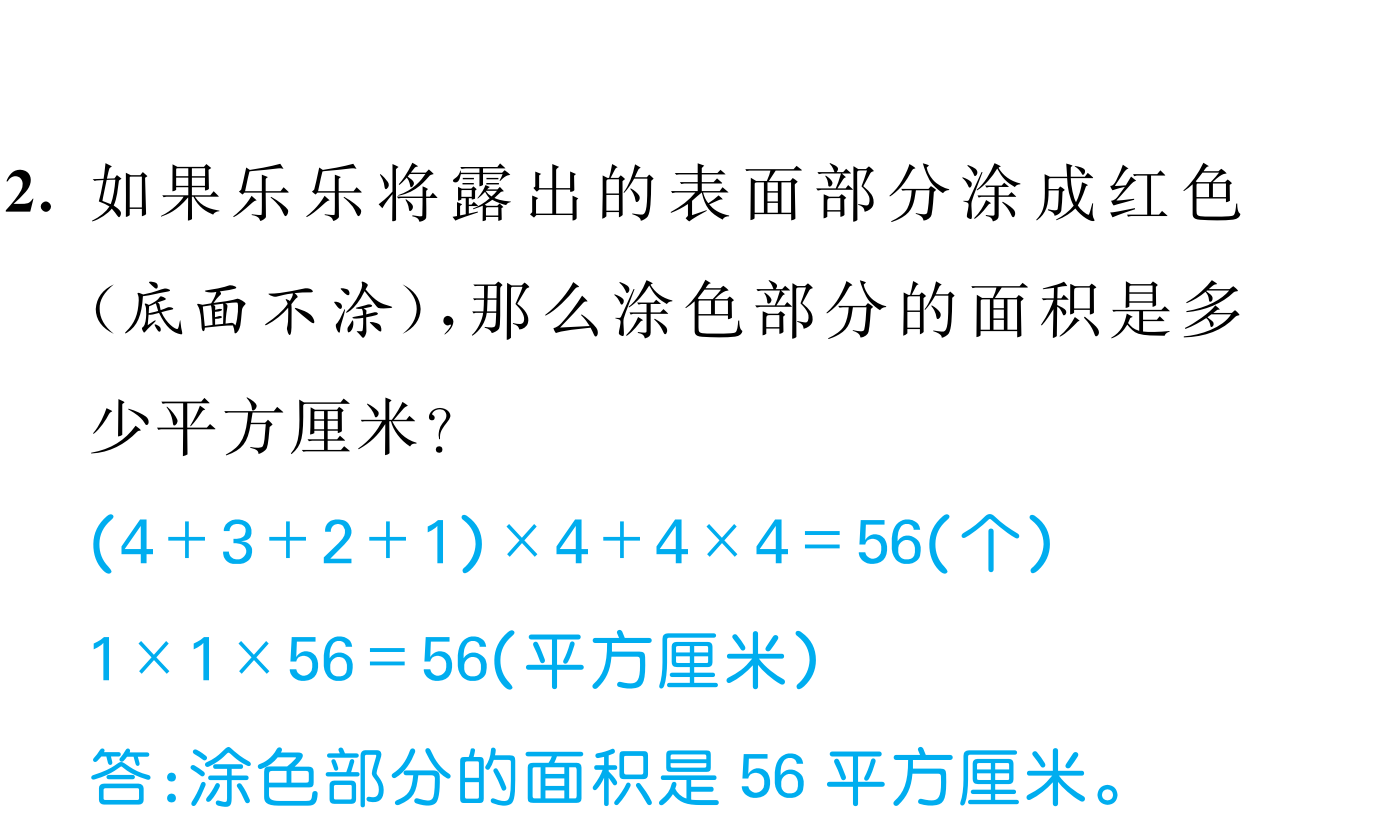 2. 如果乐乐将露出的表面部分涂成红色
(底面不涂),那么涂色部分的面积是多
少平方厘米?
(4+3+2+1)×4+4×4=56(个)
1×1×56=56(平方厘米)
答:涂色部分的面积是 56 平方厘米。